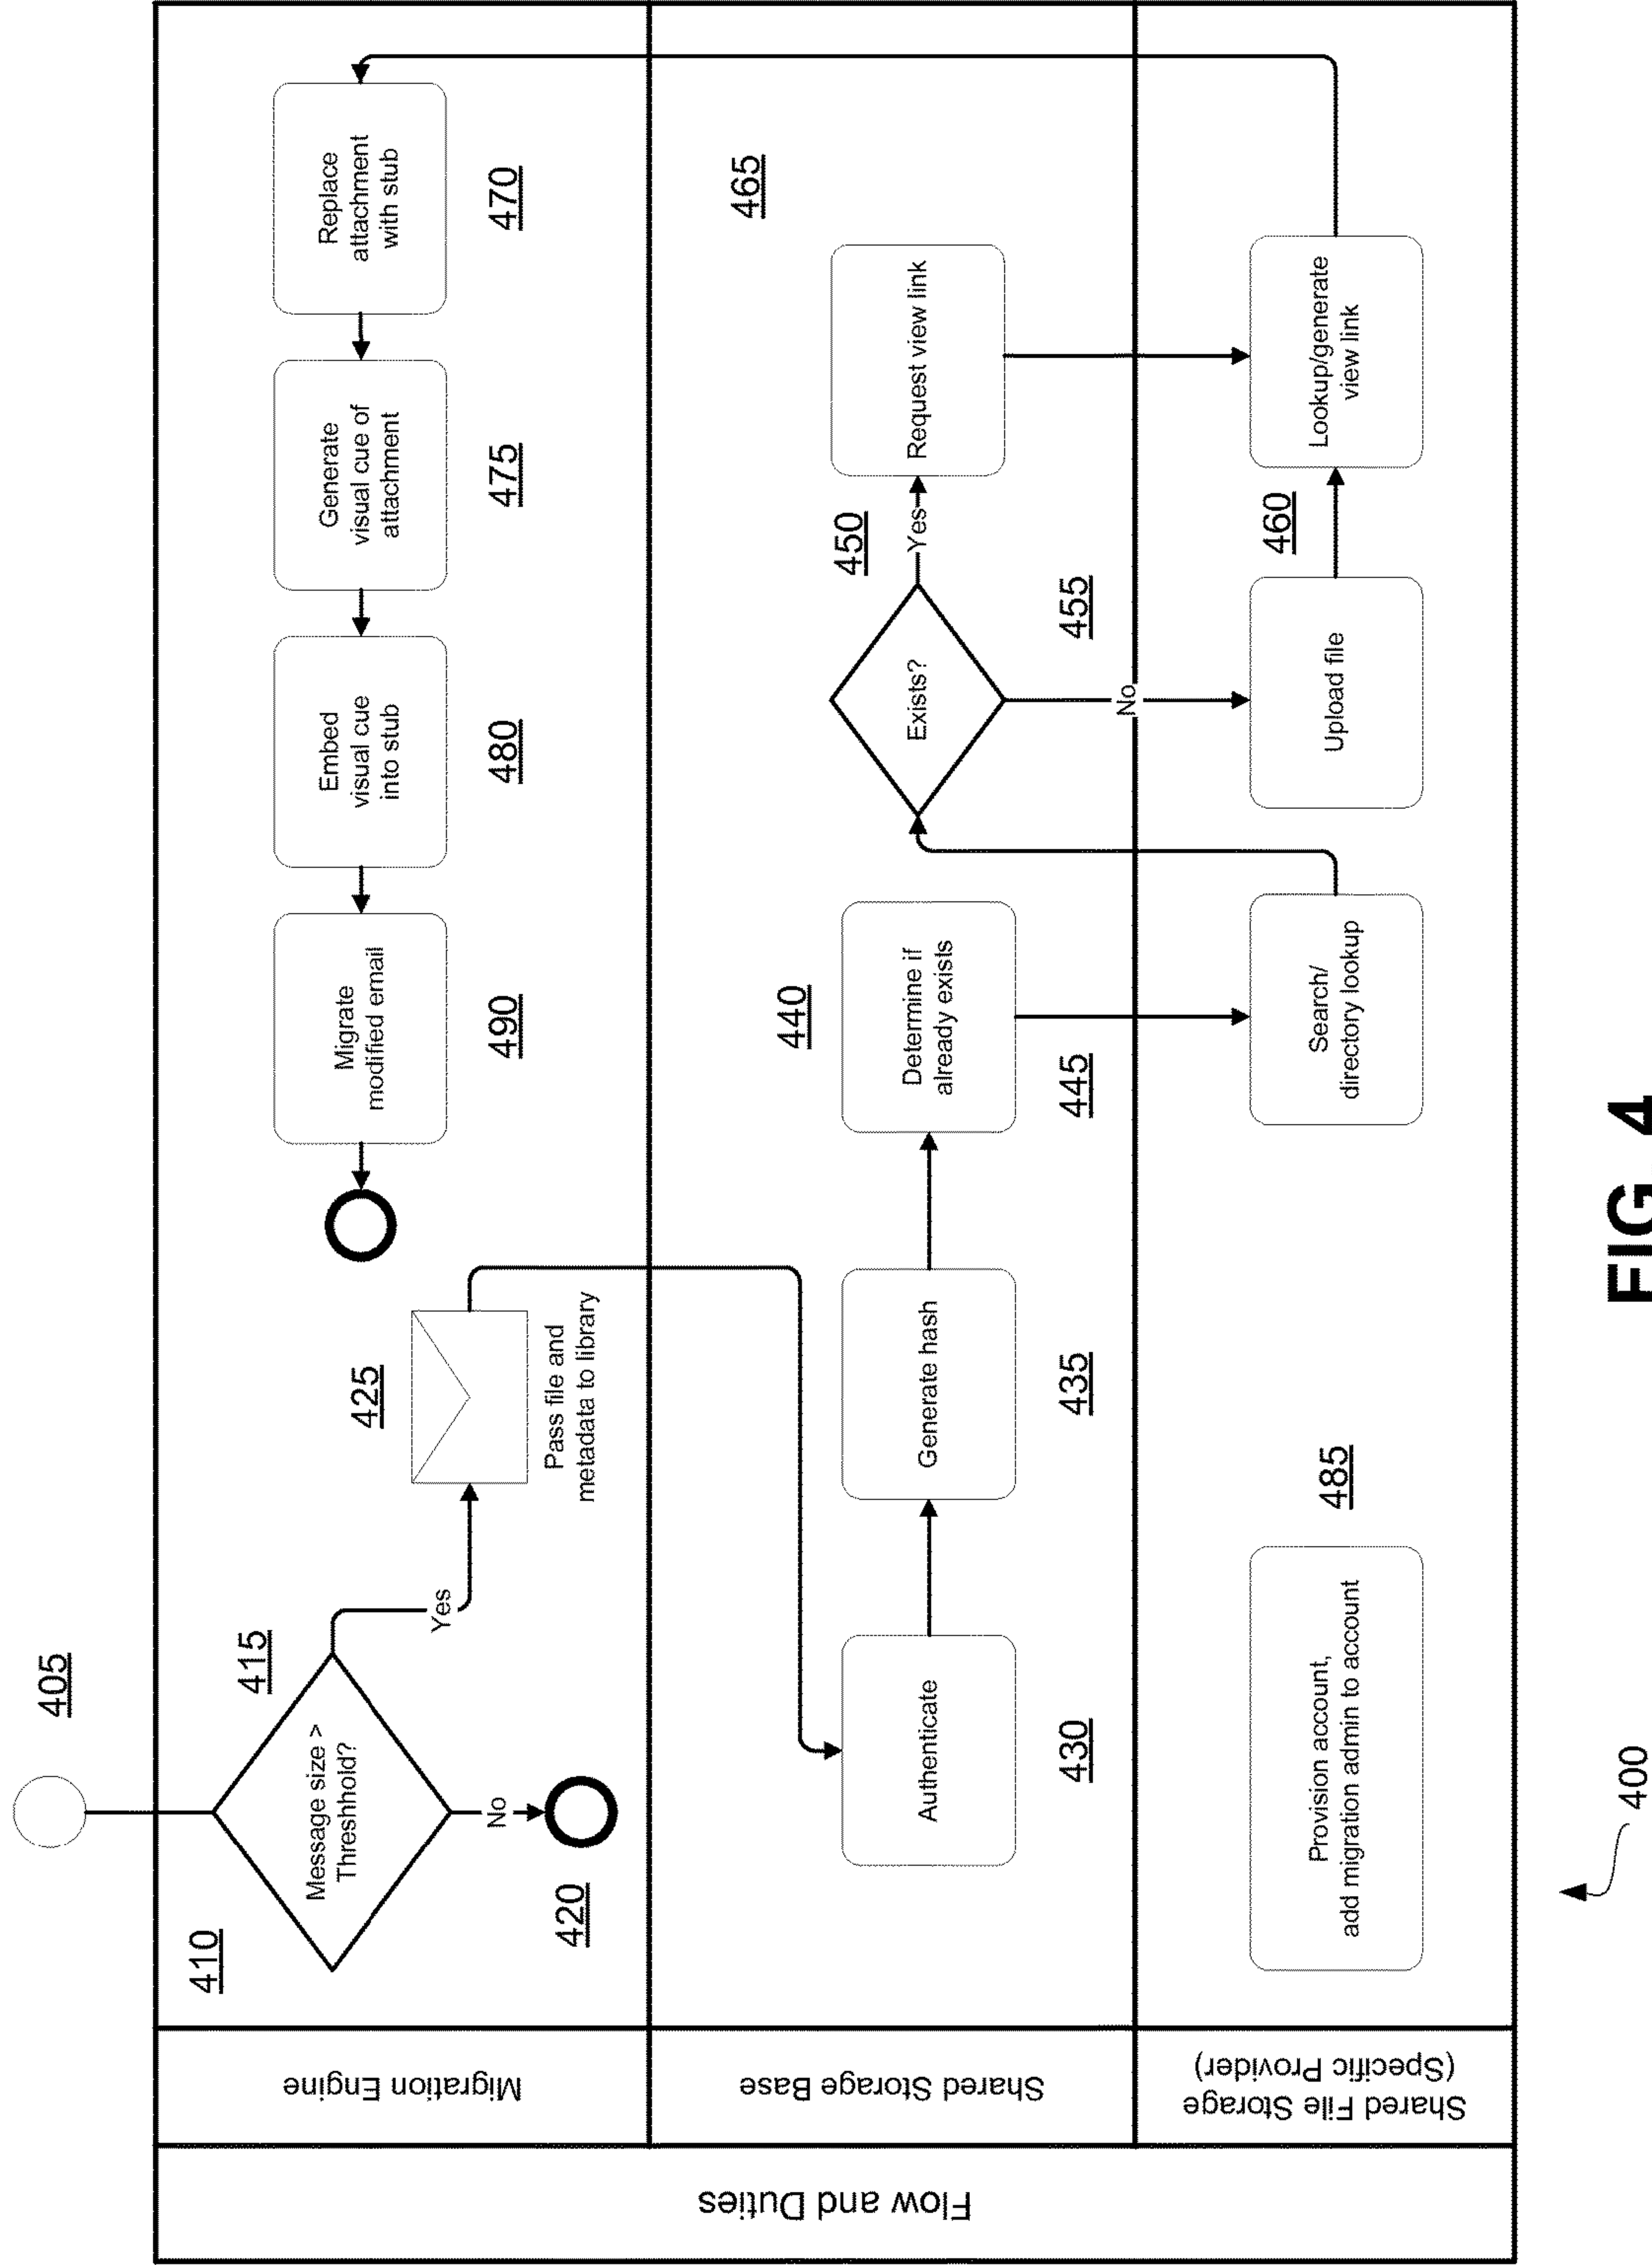 Flow and Duties
Migration Engine
405
410
Message size >
Threshhold?
415
No
420
Yes
425
Pass file and
metadata to library
Migrate
modified email
490
Embed
visual cue
into stub
480
Generate
visual cue of
attachment
475
Replace
attachment
with stub
470
Shared Storage Base
Authenticate
430
Generate hash
435
440
Determine if
already exists
445
Exists?
450
Yes
455
No
Request view link
465
Shared File Storage
(Specific Provider)
Provision account,
add migration admin to account
485
Search/
directory lookup
Upload file
460
Lookup/generate
view link
400
FIG. 4